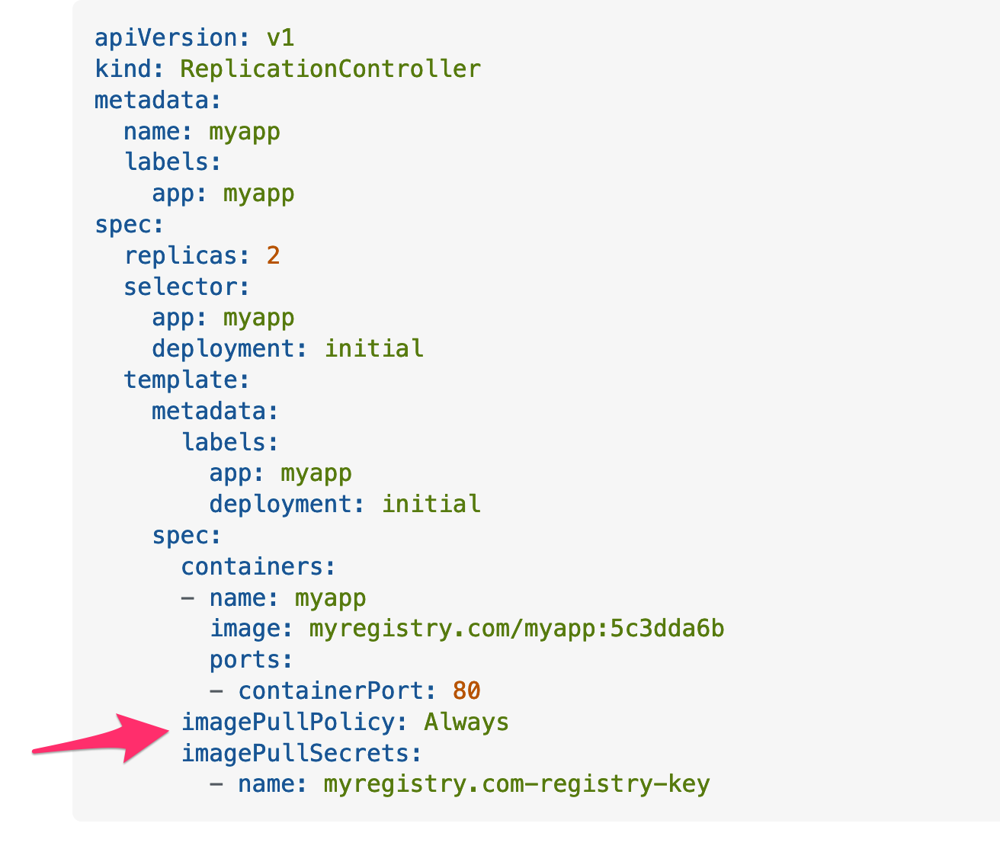 apiVersion: v1
kind: ReplicationController
metadata:
  name: myapp
  labels:
    app: myapp
spec:
  replicas: 2
  selector:
    app: myapp
    deployment: initial
  template:
    metadata:
      labels:
        app: myapp
        deployment: initial
    spec:
      containers:
      - name: myapp
        image: myregistry.com/myapp:5c3dda6b
        ports:
        - containerPort: 80
      imagePullPolicy: Always
      imagePullSecrets:
        - name: myregistry.com-registry-key